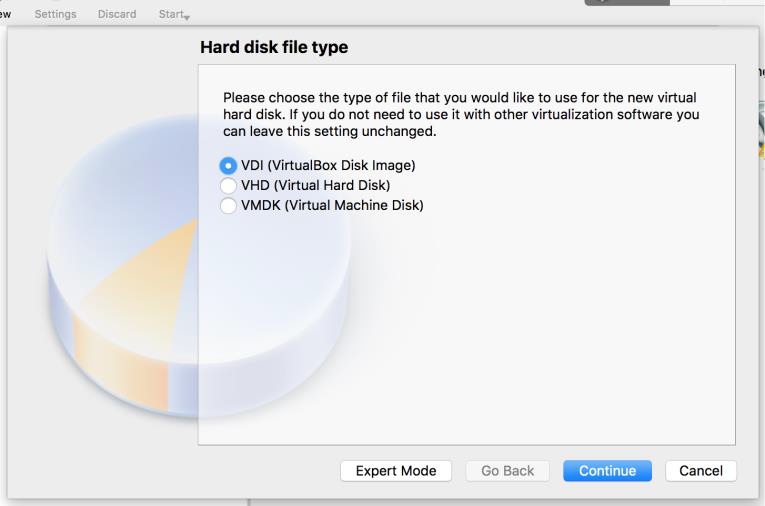 Settings Discard Start
Hard disk file type
Please choose the type of file that you would like to use for the new virtual
hard disk. If you do not need to use it with other virtualization software you
can leave this setting unchanged.
VDI (VirtualBox Disk Image)
VHD (Virtual Hard Disk)
VMDK (Virtual Machine Disk)
Expert Mode Go Back Continue Cancel